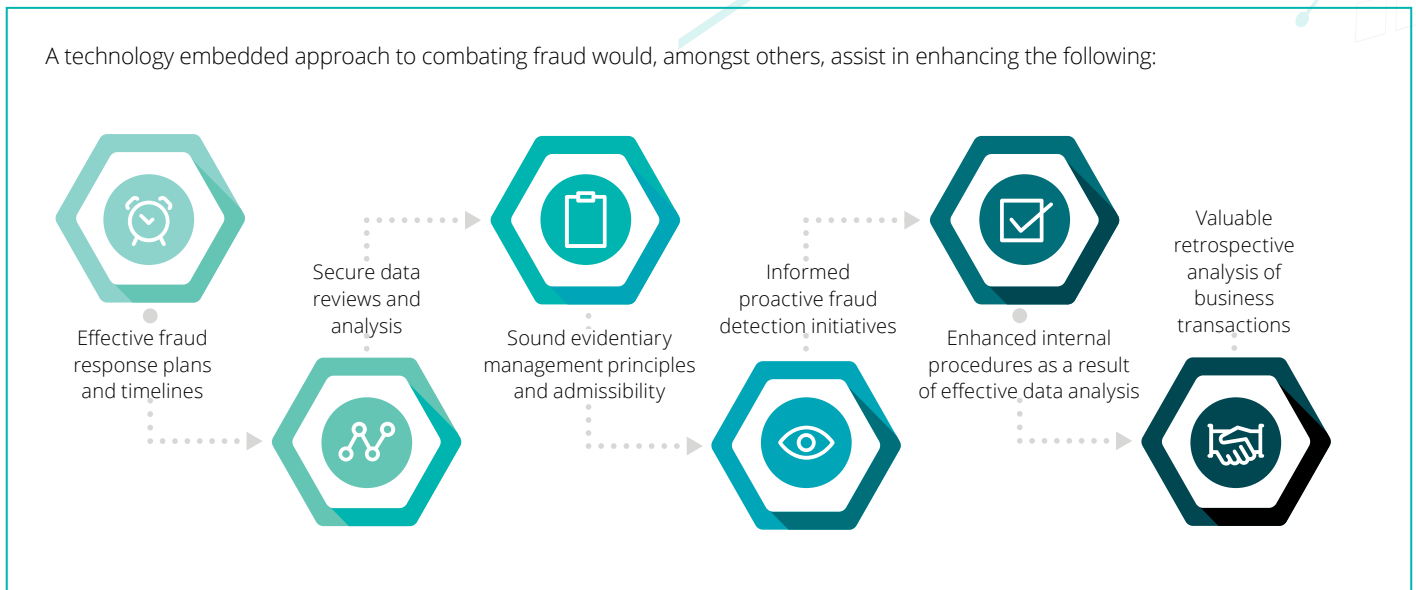 A technology embedded approach to combating fraud would, amongst others, assist in enhancing the following:
Effective fraud
response plans
and timelines
Secure data
reviews and
analysis
Sound evidentiary
management principles
and admissibility
Informed
proactive fraud
detection initiatives
Enhanced internal
procedures as a result
of effective data analysis
Valuable
retrospective
analysis of
business
transactions